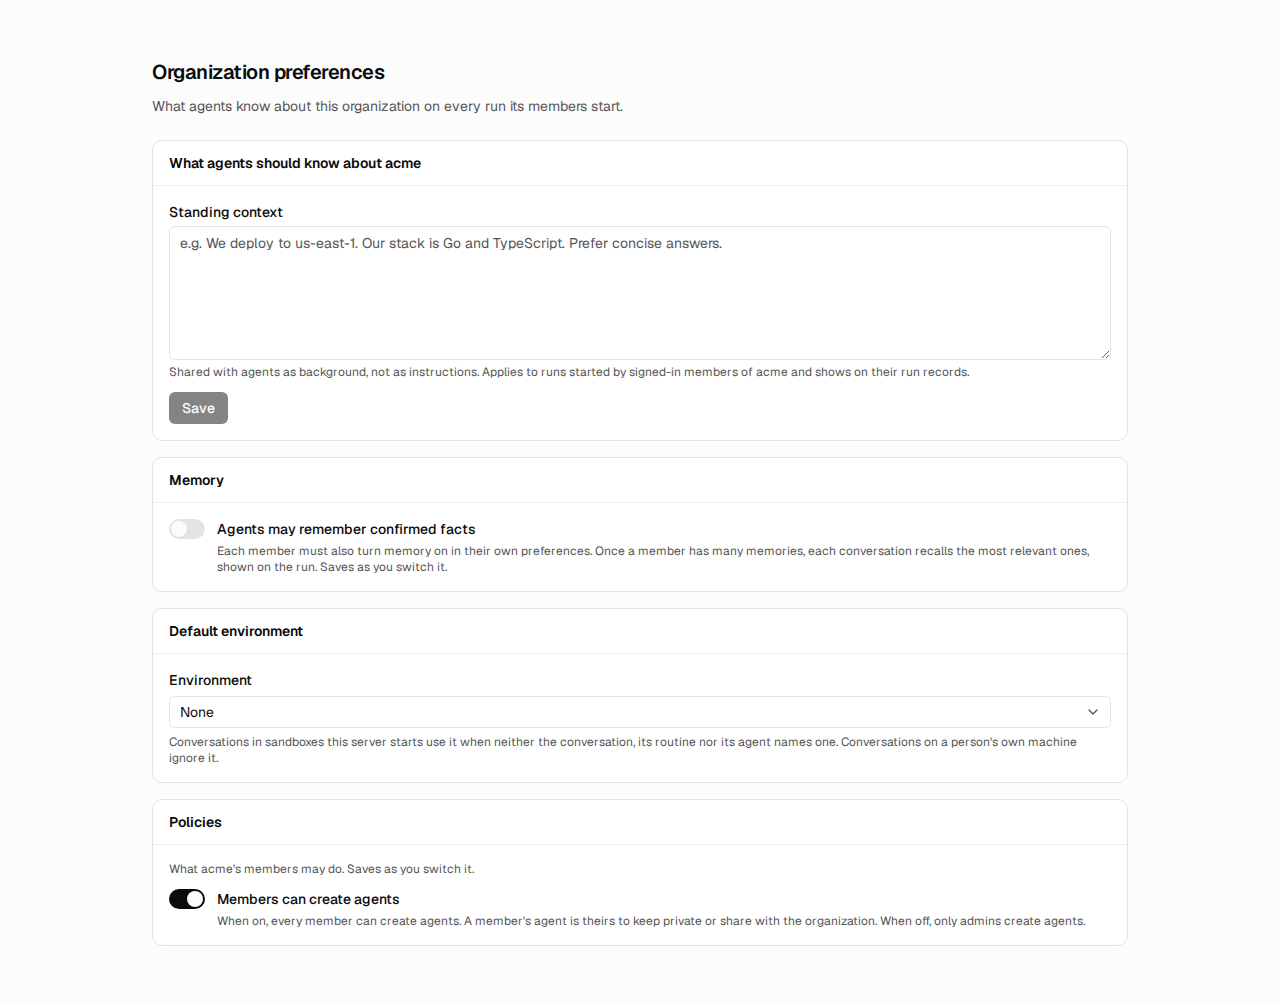 Organization preferences
What agents know about this organization on every run its members start.
What agents should know about acme
Standing context
e.g. We deploy to us-east-1. Our stack is Go and TypeScript. Prefer concise answers.
Shared with agents as background, not as instructions. Applies to runs started by signed-in members of acme and shows on their run records.
Save
Memory
Agents may remember confirmed facts
Each member must also turn memory on in their own preferences. Once a member has many memories, each conversation recalls the most relevant ones,
shown on the run. Saves as you switch it.
Default environment
Environment
None
Conversations in sandboxes this server starts use it when neither the conversation, its routine nor its agent names one. Conversations on a person's own machine
ignore it.
Policies
What acme's members may do. Saves as you switch it.
Members can create agents
When on, every member can create agents. A member's agent is theirs to keep private or share with the organization. When off, only admins create agents.